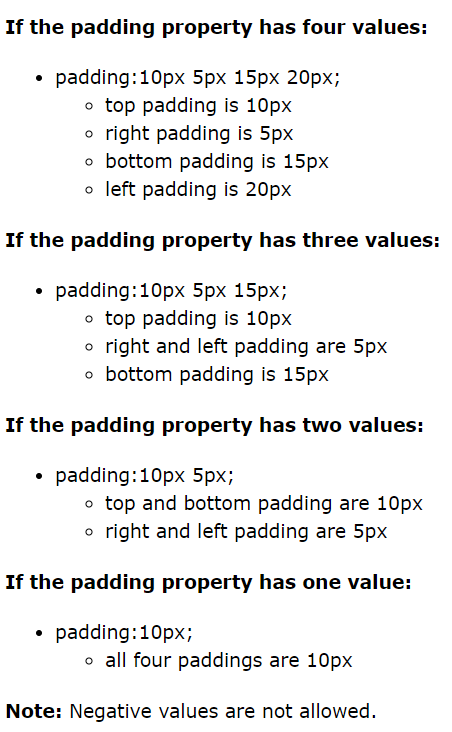 If the padding property has four values:
padding:10px 5px 15px 20px;
top padding is 10px
right padding is 5px
bottom padding is 15px
left padding is 20px
If the padding property has three values:
padding:10px 5px 15px;
top padding is 10px
right and left padding are 5px
bottom padding is 15px
If the padding property has two values:
padding:10px 5px;
top and bottom padding are 10px
right and left padding are 5px
If the padding property has one value:
padding:10px;
all four paddings are 10px
Note: Negative values are not allowed.